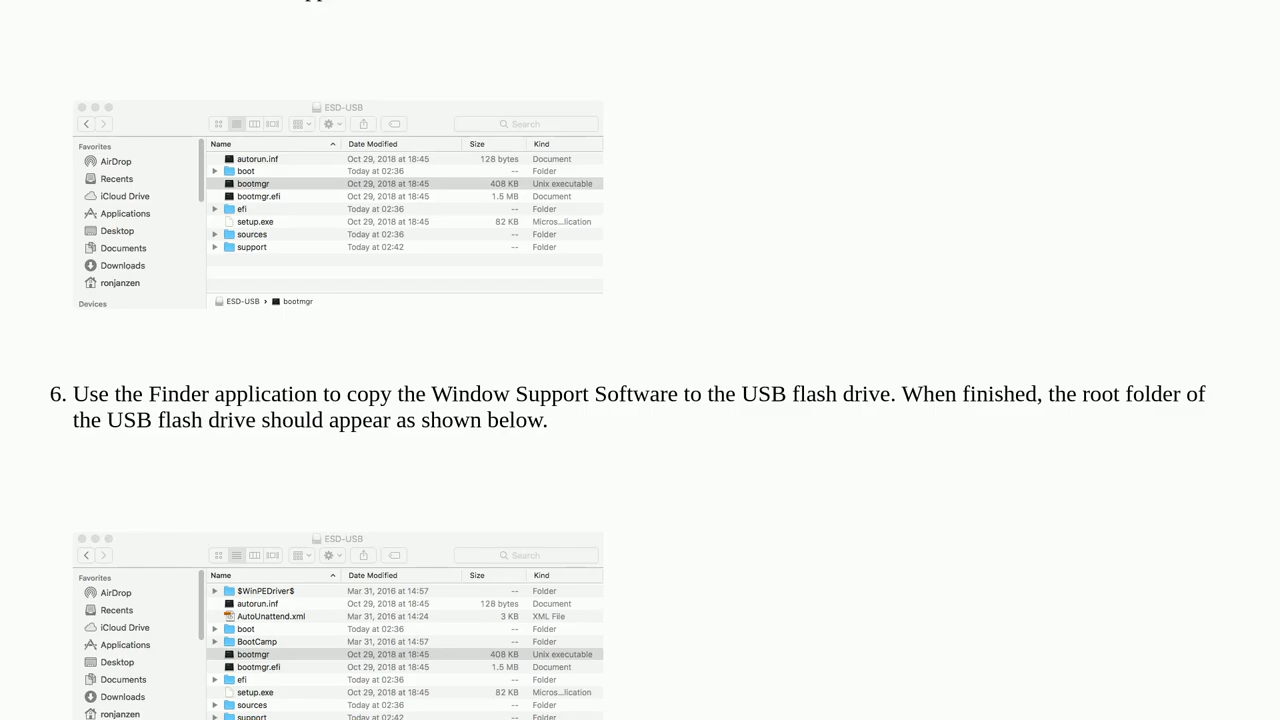 ESD-USB
Search
Favorites
AirDrop
Recents
iCloud Drive
Applications
Desktop
Documents
Downloads
ronjanzen
Devices
Name Date Modified Size Kind
autorun.inf Oct 29, 2018 at 18:45 128 bytes Document
boot Today at 02:36 -- Folder
bootmgr Oct 29, 2018 at 18:45 408 KB Unix executable
bootmgr.efi Oct 29, 2018 at 18:45 1.5 MB Document
efi Today at 02:36 -- Folder
setup.exe Oct 29, 2018 at 18:45 82 KB Micros...lication
sources Today at 02:36 -- Folder
support Today at 02:42 -- Folder
ESD-USB › bootmgr
6. Use the Finder application to copy the Window Support Software to the USB flash drive. When finished, the root folder of
the USB flash drive should appear as shown below.
ESD-USB
Search
Favorites
AirDrop
Recents
iCloud Drive
Applications
Desktop
Documents
Downloads
ronjanzen
Name Date Modified Size Kind
$WinPEDriver$ Mar 31, 2016 at 14:57 -- Folder
autorun.inf Oct 29, 2018 at 18:45 128 bytes Document
AutoUnattend.xml Mar 31, 2016 at 14:24 3 KB XML File
boot Today at 02:36 -- Folder
BootCamp Mar 31, 2016 at 14:57 -- Folder
bootmgr Oct 29, 2018 at 18:45 408 KB Unix executable
bootmgr.efi Oct 29, 2018 at 18:45 1.5 MB Document
efi Today at 02:36 -- Folder
setup.exe Oct 29, 2018 at 18:45 82 KB Micros...lication
sources Today at 02:36 -- Folder
support Today at 02:42 -- Folder